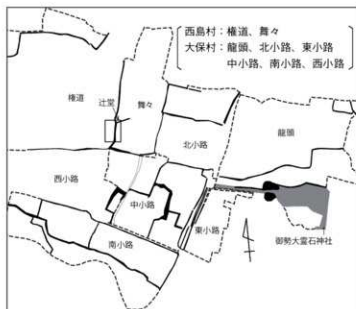 西島村：権道、舞々
大保村：龍頭、北小路、東小路
中小路、南小路、西小路
権道
辻堂
舞々
北小路
龍頭
西小路
中小路
東小路
南小路
御勢大霊石神社